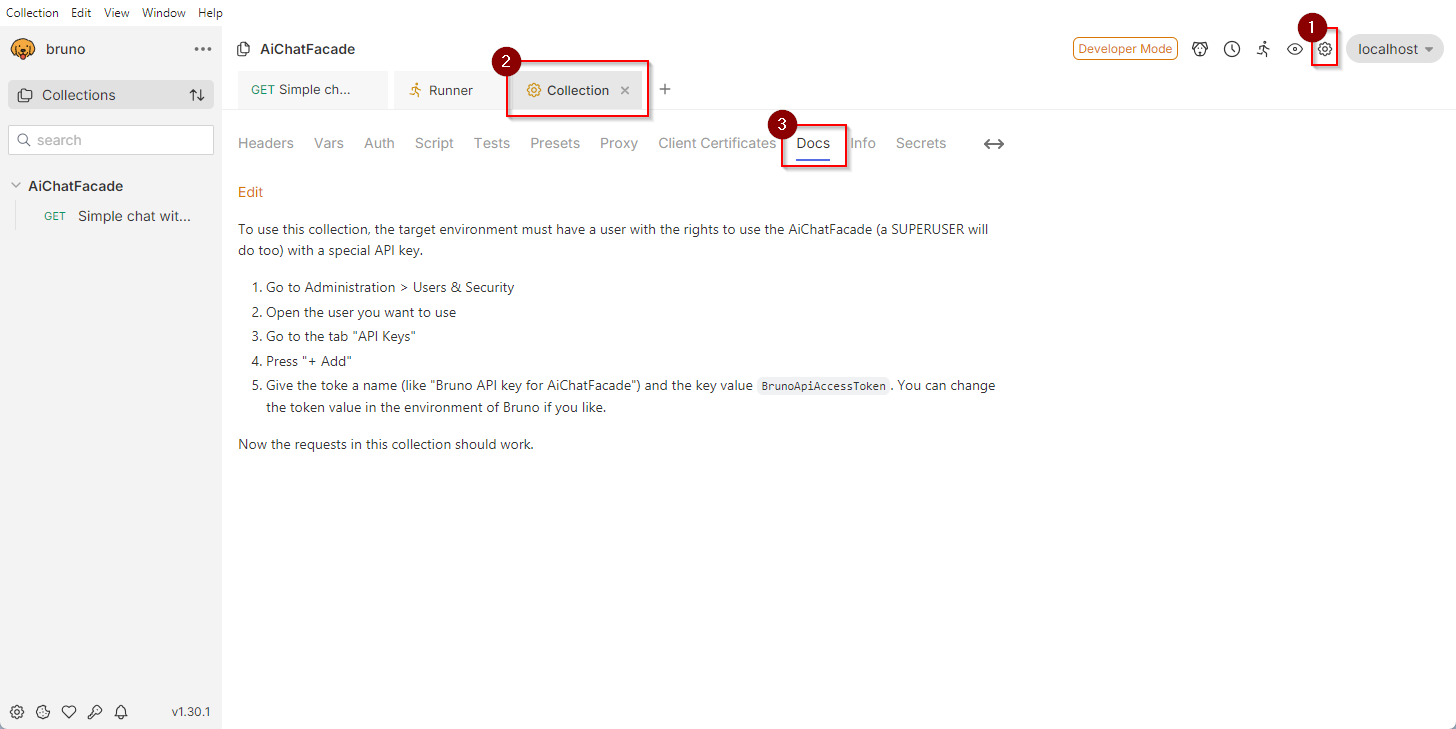 Collection Edit View Window Help
bruno
AiChatFacade
Developer Mode
1
localhost
Collections
2
GET Simple ch...
Runner
Collection
search
3
Headers Vars Auth Script Tests Presets Proxy Client Certificates Docs Info Secrets
AiChatFacade
GET Simple chat wit...
Edit
To use this collection, the target environment must have a user with the rights to use the AiChatFacade (a SUPERUSER will
do too) with a special API key.
1. Go to Administration > Users & Security
2. Open the user you want to use
3. Go to the tab "API Keys"
4. Press "+ Add"
5. Give the toke a name (like "Bruno API key for AiChatFacade") and the key value BrunoApiAccessToken. You can change
the token value in the environment of Bruno if you like.
Now the requests in this collection should work.
v1.30.1